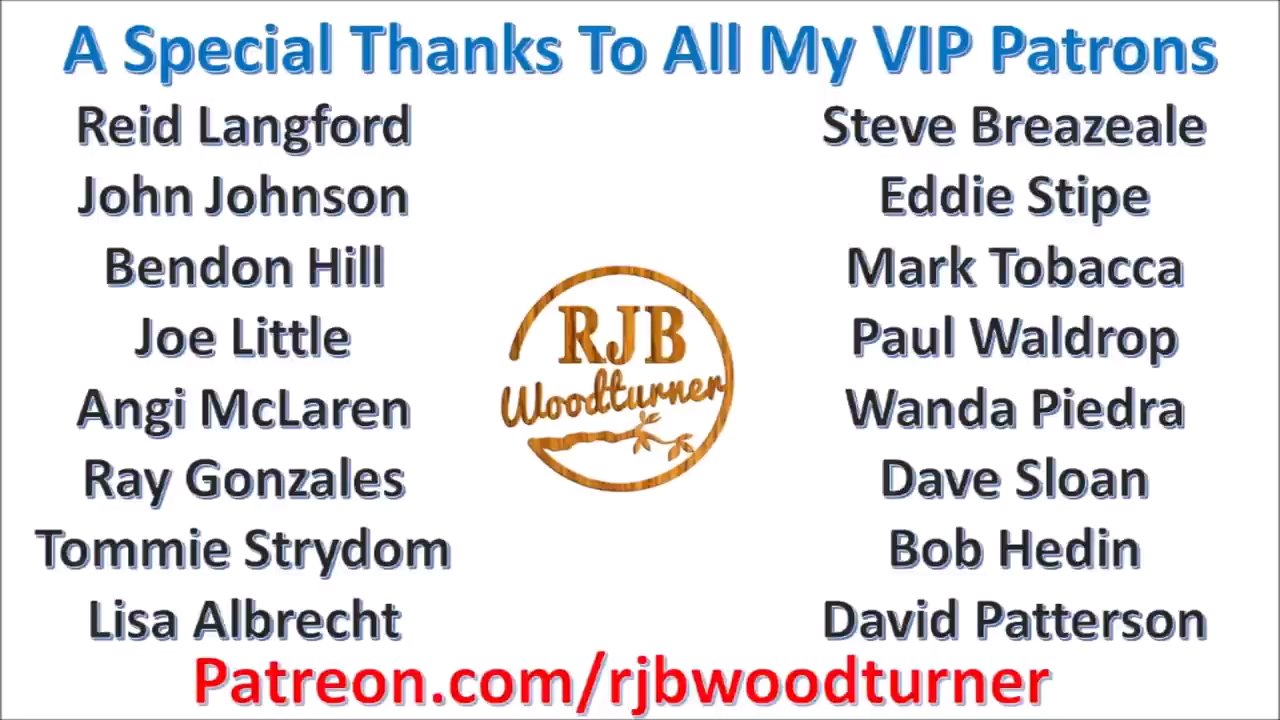 A Special Thanks To All My VIP Patrons
Reid Langford
John Johnson
Bendon Hill
Joe Little
Angi McLaren
Ray Gonzales
Tommie Strydom
Lisa Albrecht
RJB
Woodturner
Steve Breazeale
Eddie Stipe
Mark Tobacca
Paul Waldrop
Wanda Piedra
Dave Sloan
Bob Hedin
David Patterson
Patreon.com/rjbwoodturner